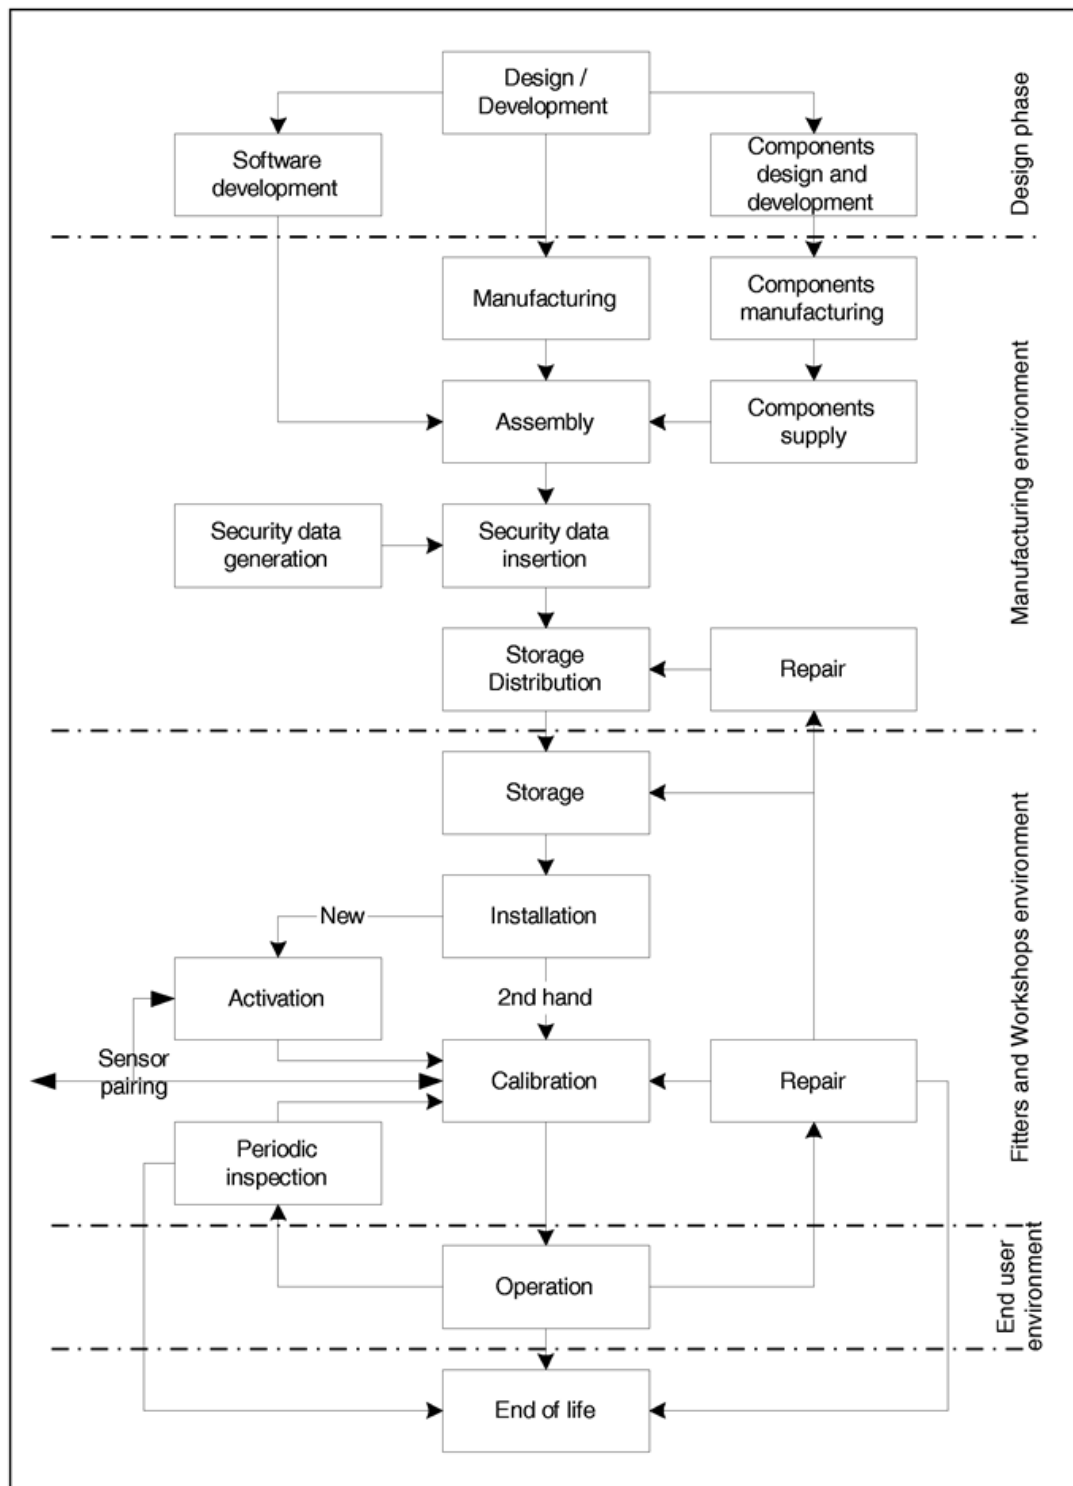 Design /
Development
Software
development
Components
design and
development
Design phase
Manufacturing
Components
manufacturing
Assembly
Components
supply
Security data
generation
Security data
insertion
Storage
Distribution
Repair
Manufacturing environment
Storage
Installation
New
Activation
2nd hand
Sensor
pairing
Calibration
Repair
Periodic
inspection
Fitters and Workshops environment
Operation
End user
environment
End of life